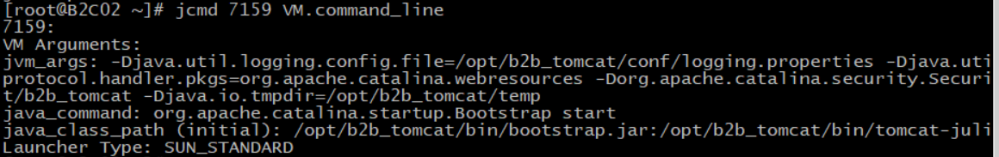 [root@B2C02 ~]# jcmd 7159 VM.command_line
7159:
VM Arguments:
jvm_args: -Djava.util.logging.config.file=/opt/b2b_tomcat/conf/logging.properties -Djava.uti
protocol.handler.pkgs=org.apache.catalina.webresources -Dorg.apache.catalina.security.Securi
t/b2b_tomcat -Djava.io.tmpdir=/opt/b2b_tomcat/temp
java_command: org.apache.catalina.startup.Bootstrap start
java_class_path (initial): /opt/b2b_tomcat/bin/bootstrap.jar:/opt/b2b_tomcat/bin/tomcat-juli
Launcher Type: SUN_STANDARD